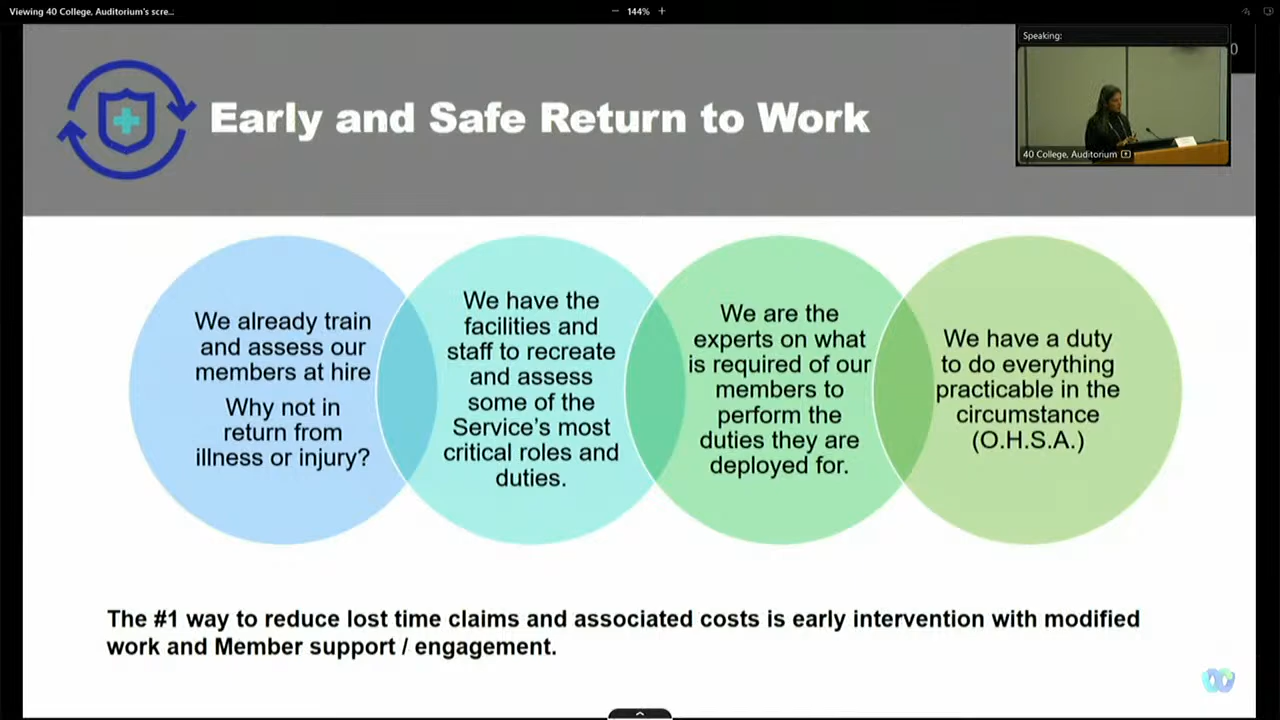 Viewing 40 College, Auditorium's scre...
144%
Speaking:
0
40 College, Auditorium
Early and Safe Return to Work
We already train
and assess our
members at hire
Why not in
return from
illness or injury?
We have the
facilities and
staff to recreate
and assess
some of the
Service's most
critical roles and
duties.
We are the
experts on what
is required of our
members to
perform the
duties they are
deployed for.
We have a duty
to do everything
practicable in the
circumstance
(O.H.S.A.)
The #1 way to reduce lost time claims and associated costs is early intervention with modified
work and Member support / engagement.